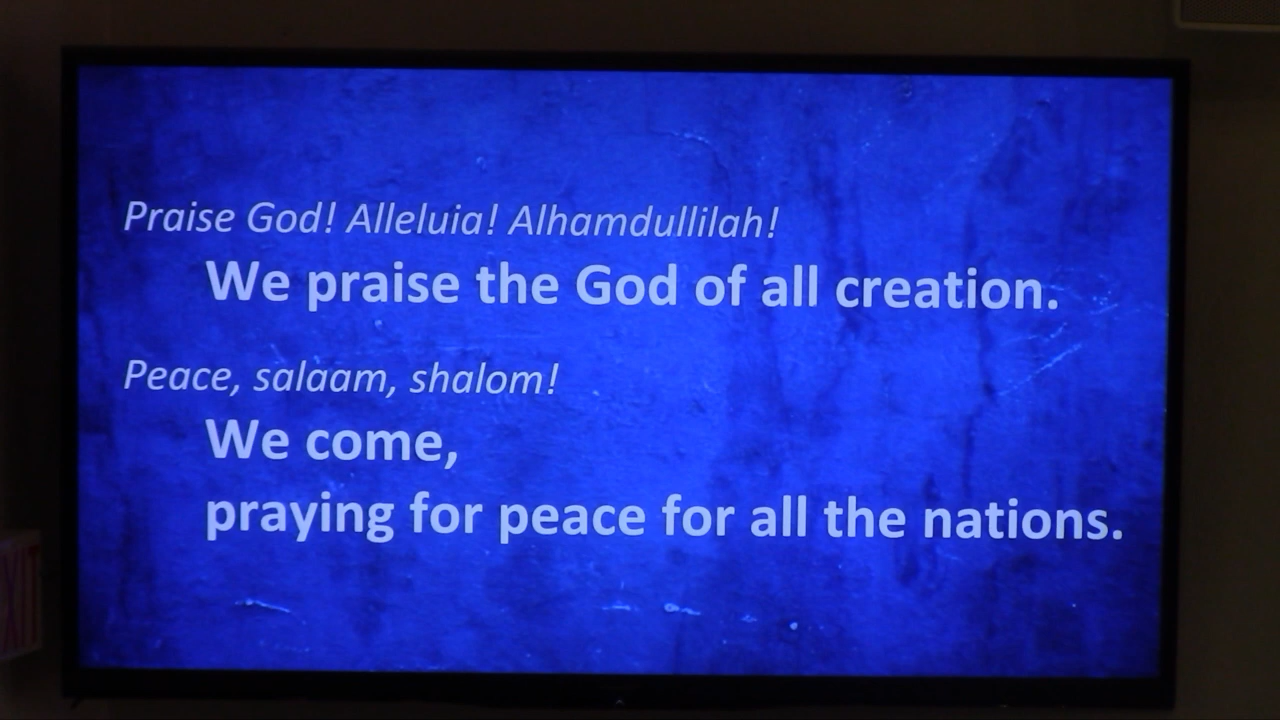 Praise God! Alleluia! Alhamdullilah!
We praise the God of all creation.
Peace, salaam, shalom!
We come,
praying for peace for all the nations.